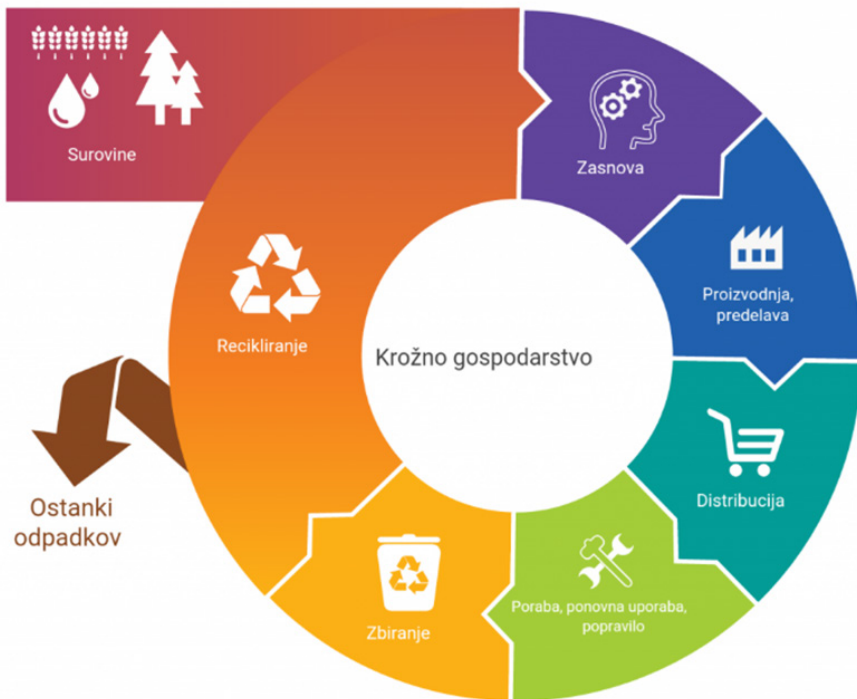 Surovine
Zasnova
Proizvodnja,
predelava
Distribucija
Poraba, ponovna uporaba,
popravilo
Zbiranje
Recikliranje
Ostanki
odpadkov
Krožno gospodarstvo